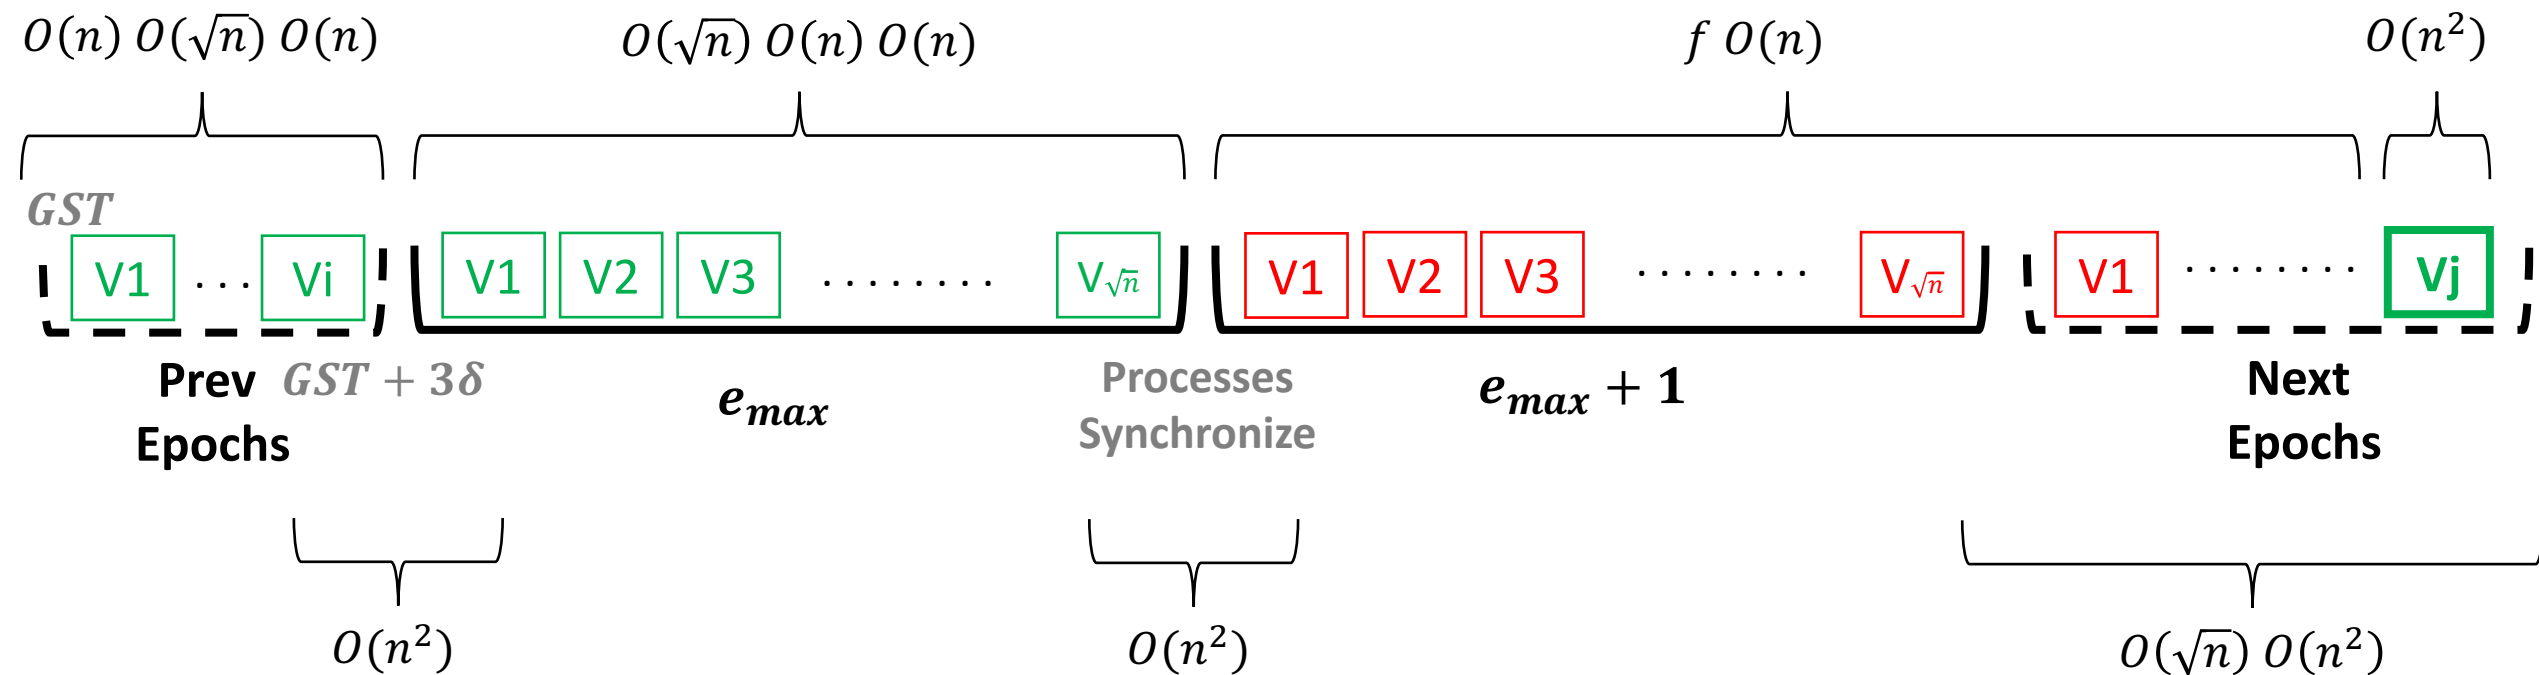 O(n) O(√n) O(n)
O(√n) O(n) O(n)
f O(n)
O(n²)
GST
V1 ... Vi
V1 V2 V3 ........ V√n
V1 V2 V3 ........ V√n
V1 ........ Vj
Prev
Epochs
GST + 3δ
e_max
Processes
Synchronize
e_max + 1
Next
Epochs
O(n²)
O(n²)
O(√n) O(n²)